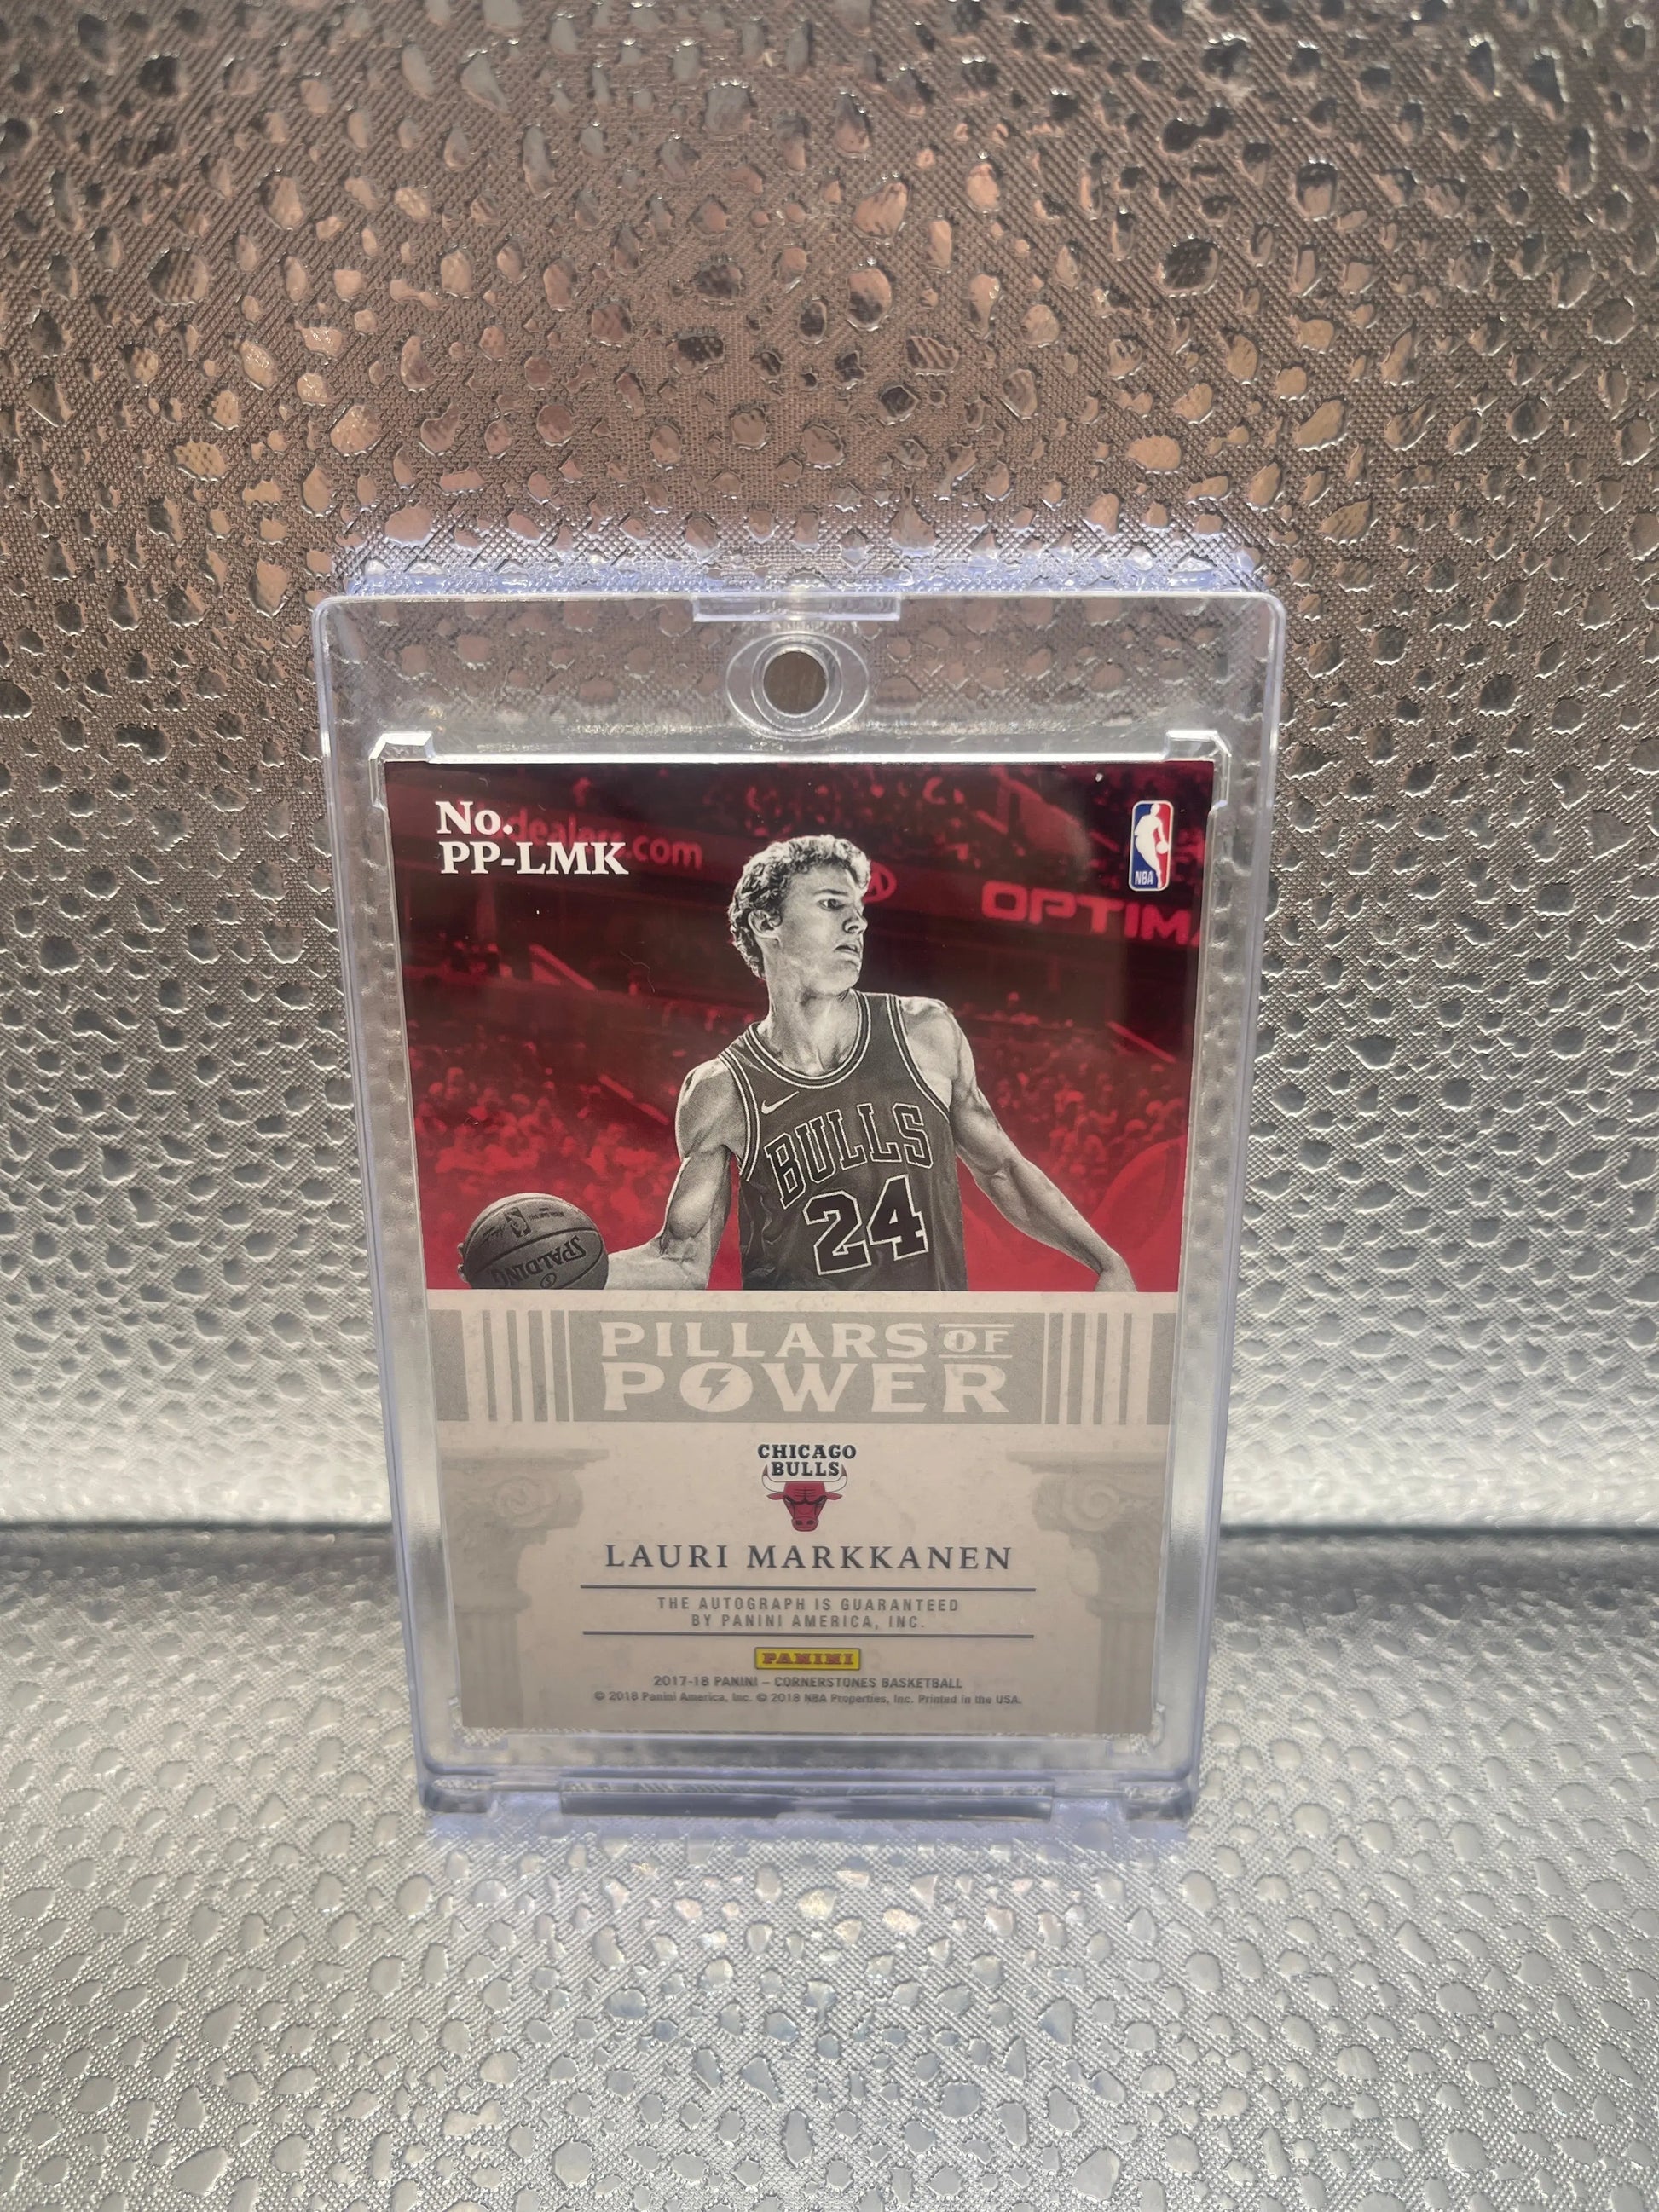 No.
PP-LMK
dealers.com
NBA
OPTIM
BULLS
24
SPALDING
PILLARS OF
POWER
CHICAGO
BULLS
LAURI MARKKANEN
THE AUTOGRAPH IS GUARANTEED
BY PANINI AMERICA, INC.
PANINI
2017-18 PANINI – CORNERSTONES BASKETBALL
© 2018 Panini America, Inc. © 2018 NBA Properties, Inc. Printed in the USA.